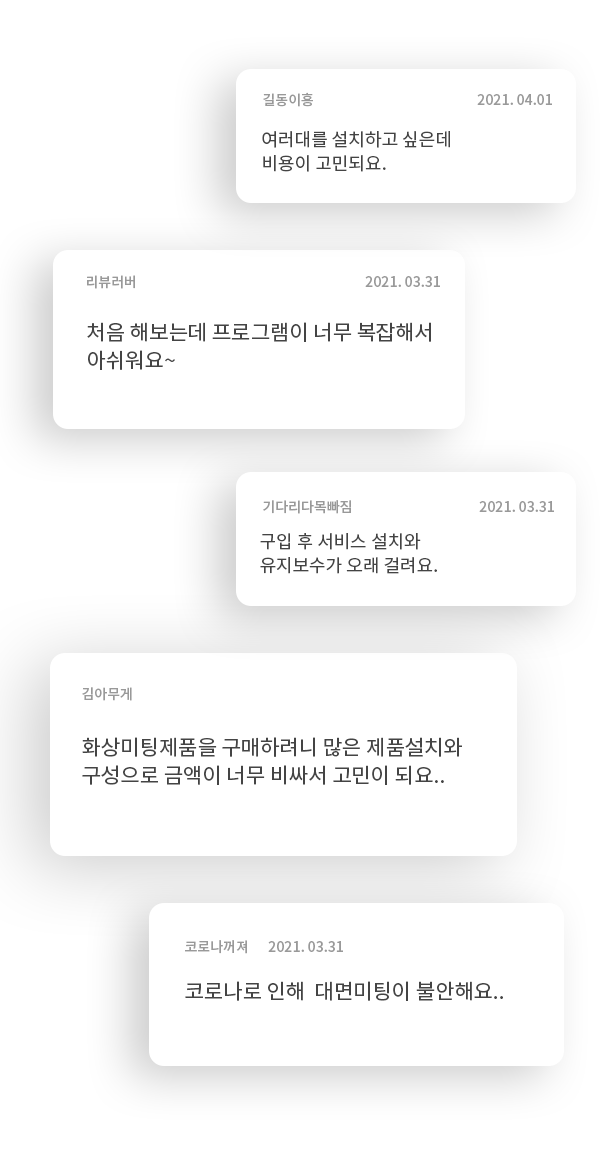 길동이흥 2021. 04.01
여러대를 설치하고 싶은데
비용이 고민되요.
리뷰러버 2021. 03.31
처음 해보는데 프로그램이 너무 복잡해서
아쉬워요~
기다리다목빠짐 2021. 03.31
구입 후 서비스 설치와
유지보수가 오래 걸려요.
김아무게
화상미팅제품을 구매하려니 많은 제품설치와
구성으로 금액이 너무 비싸서 고민이 되요..
코로나꺼져 2021. 03.31
코로나로 인해 대면미팅이 불안해요..